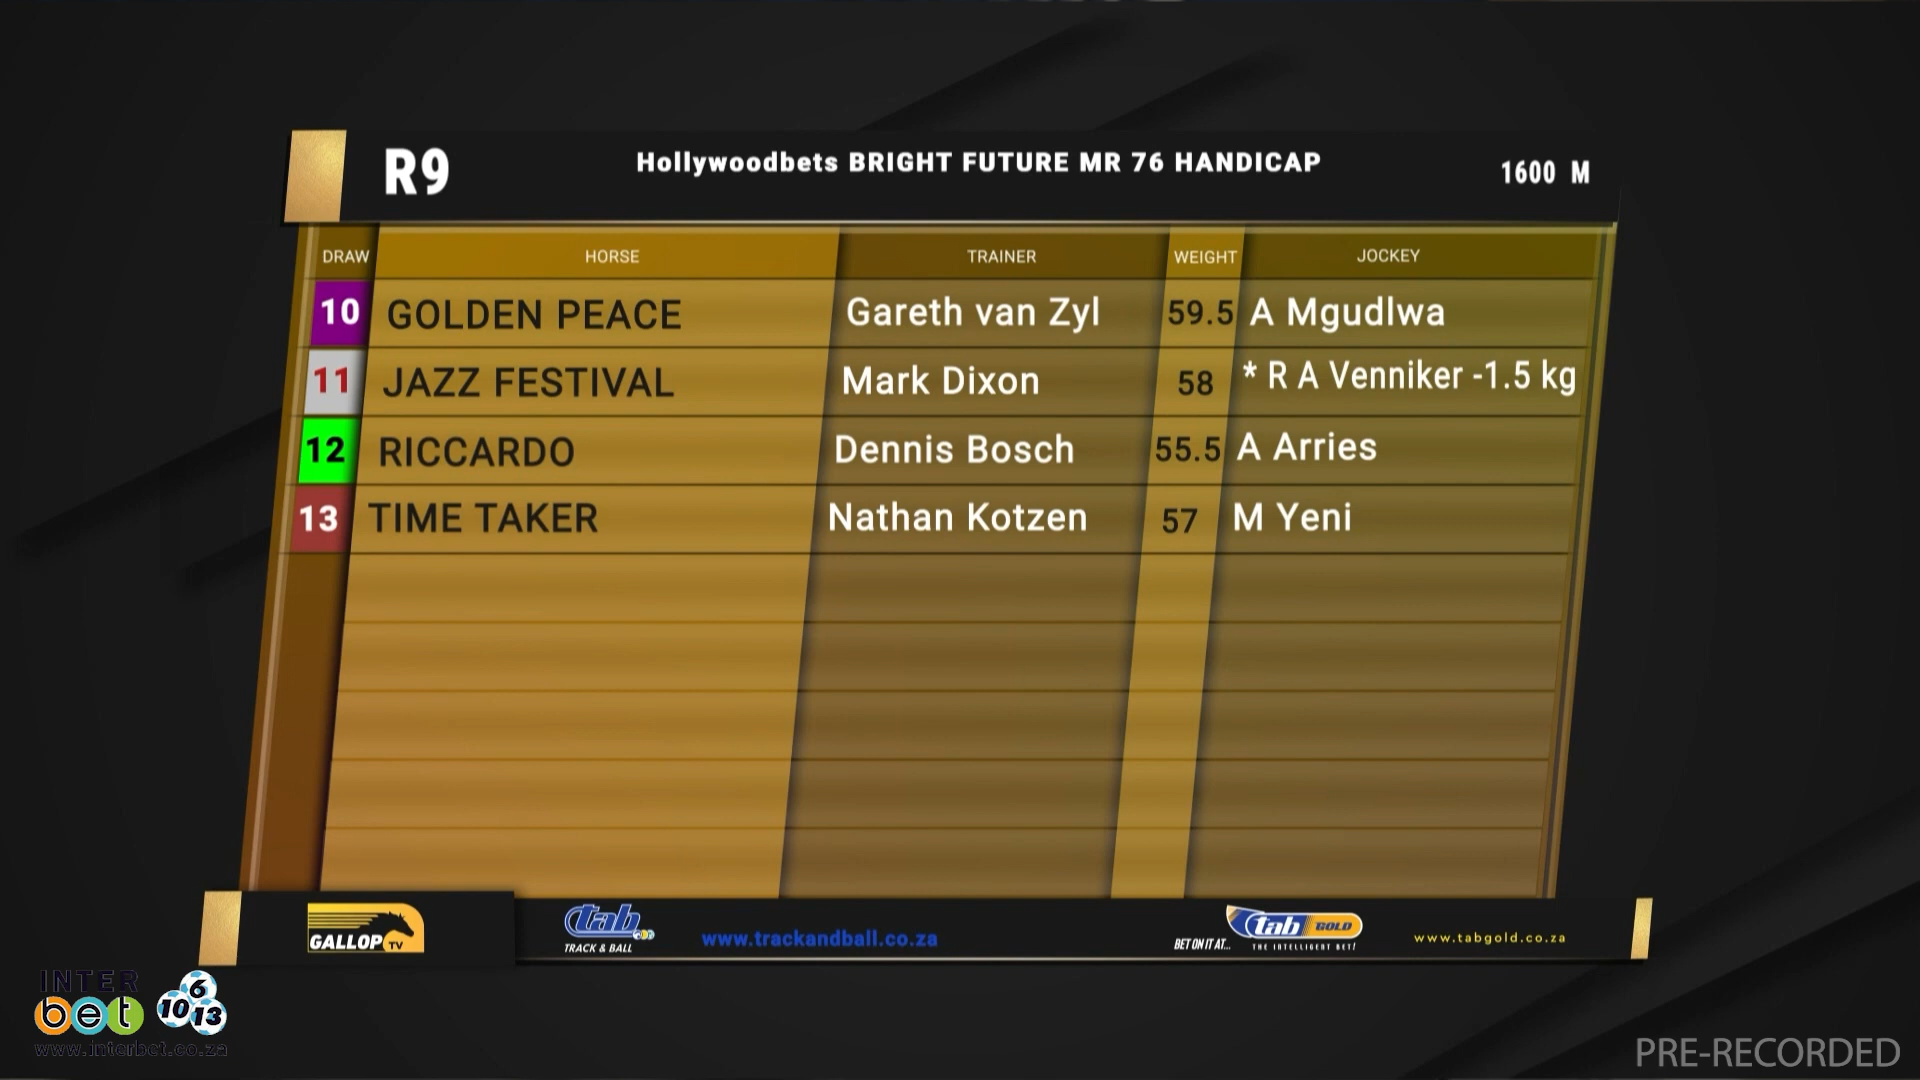 R9
Hollywoodbets BRIGHT FUTURE MR 76 HANDICAP
1600 M
DRAW HORSE TRAINER WEIGHT JOCKEY
10 GOLDEN PEACE Gareth van Zyl 59.5 A Mgudlwa
11 JAZZ FESTIVAL Mark Dixon 58 * R A Venniker -1.5 kg
12 RICCARDO Dennis Bosch 55.5 A Arries
13 TIME TAKER Nathan Kotzen 57 M Yeni
GALLOP TV
tab
TRACK & BALL
www.trackandball.co.za
BET ON IT AT...
tab GOLD
THE INTELLIGENT BET!
www.tabgold.co.za
INTER
bet
6
10 13
www.interbet.co.za
PRE-RECORDED